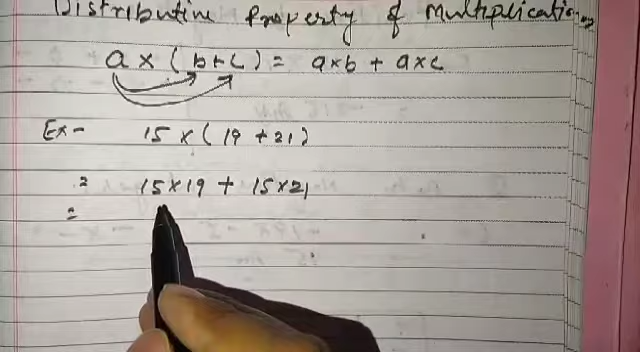 Distributive Property of Multiplication
a × (b+c) = a×b + a×c
Ex- 15 × (19 + 21)
= 15×19 + 15×21
=